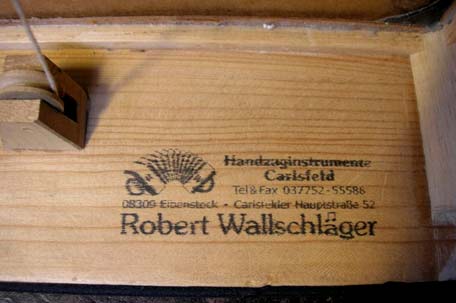 Handzuginstrumente
Carlsfeld
Tel & Fax 037752-55586
08309 Eibenstock • Carlsfelder Hauptstraße 52
Robert Wallschläger